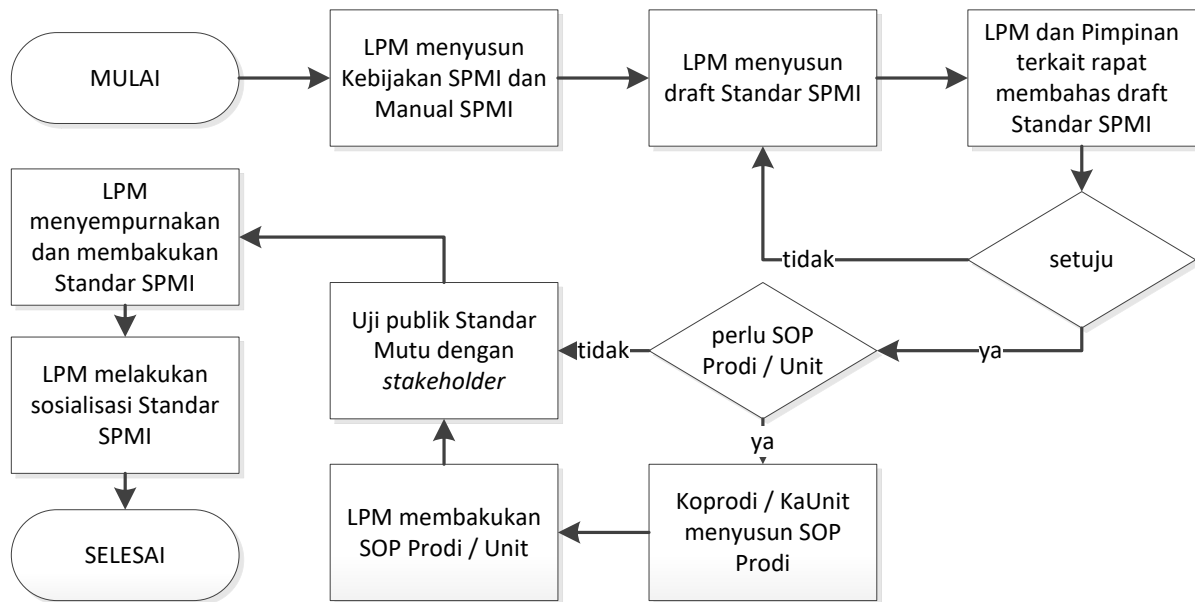 MULAI
LPM menyusun
Kebijakan SPMI dan
Manual SPMI
LPM menyusun
draft Standar SPMI
LPM dan Pimpinan
terkait rapat
membahas draft
Standar SPMI
setuju
tidak
ya
perlu SOP
Prodi / Unit
tidak
ya
Koprodi / KaUnit
menyusun SOP
Prodi
LPM membakukan
SOP Prodi / Unit
Uji publik Standar
Mutu dengan
stakeholder
LPM
menyempurnakan
dan membakukan
Standar SPMI
LPM melakukan
sosialisasi Standar
SPMI
SELESAI